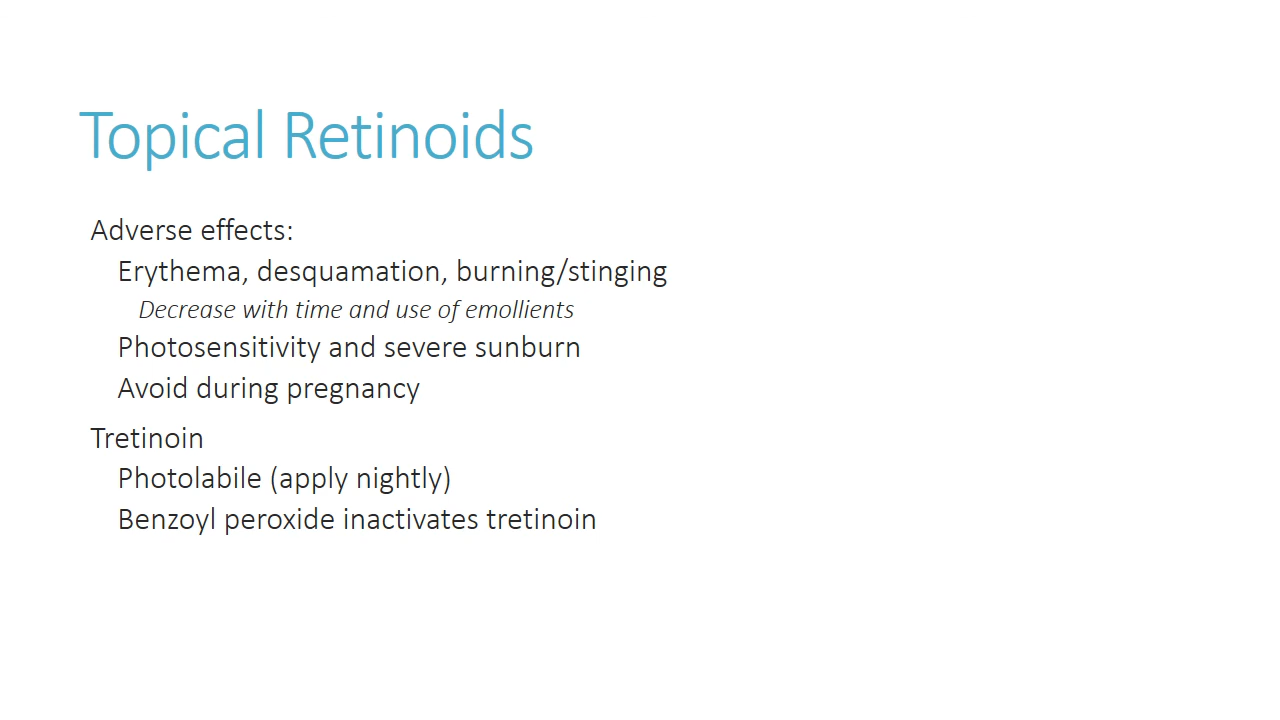 Topical Retinoids
Adverse effects:
Erythema, desquamation, burning/stinging
Decrease with time and use of emollients
Photosensitivity and severe sunburn
Avoid during pregnancy
Tretinoin
Photolabile (apply nightly)
Benzoyl peroxide inactivates tretinoin